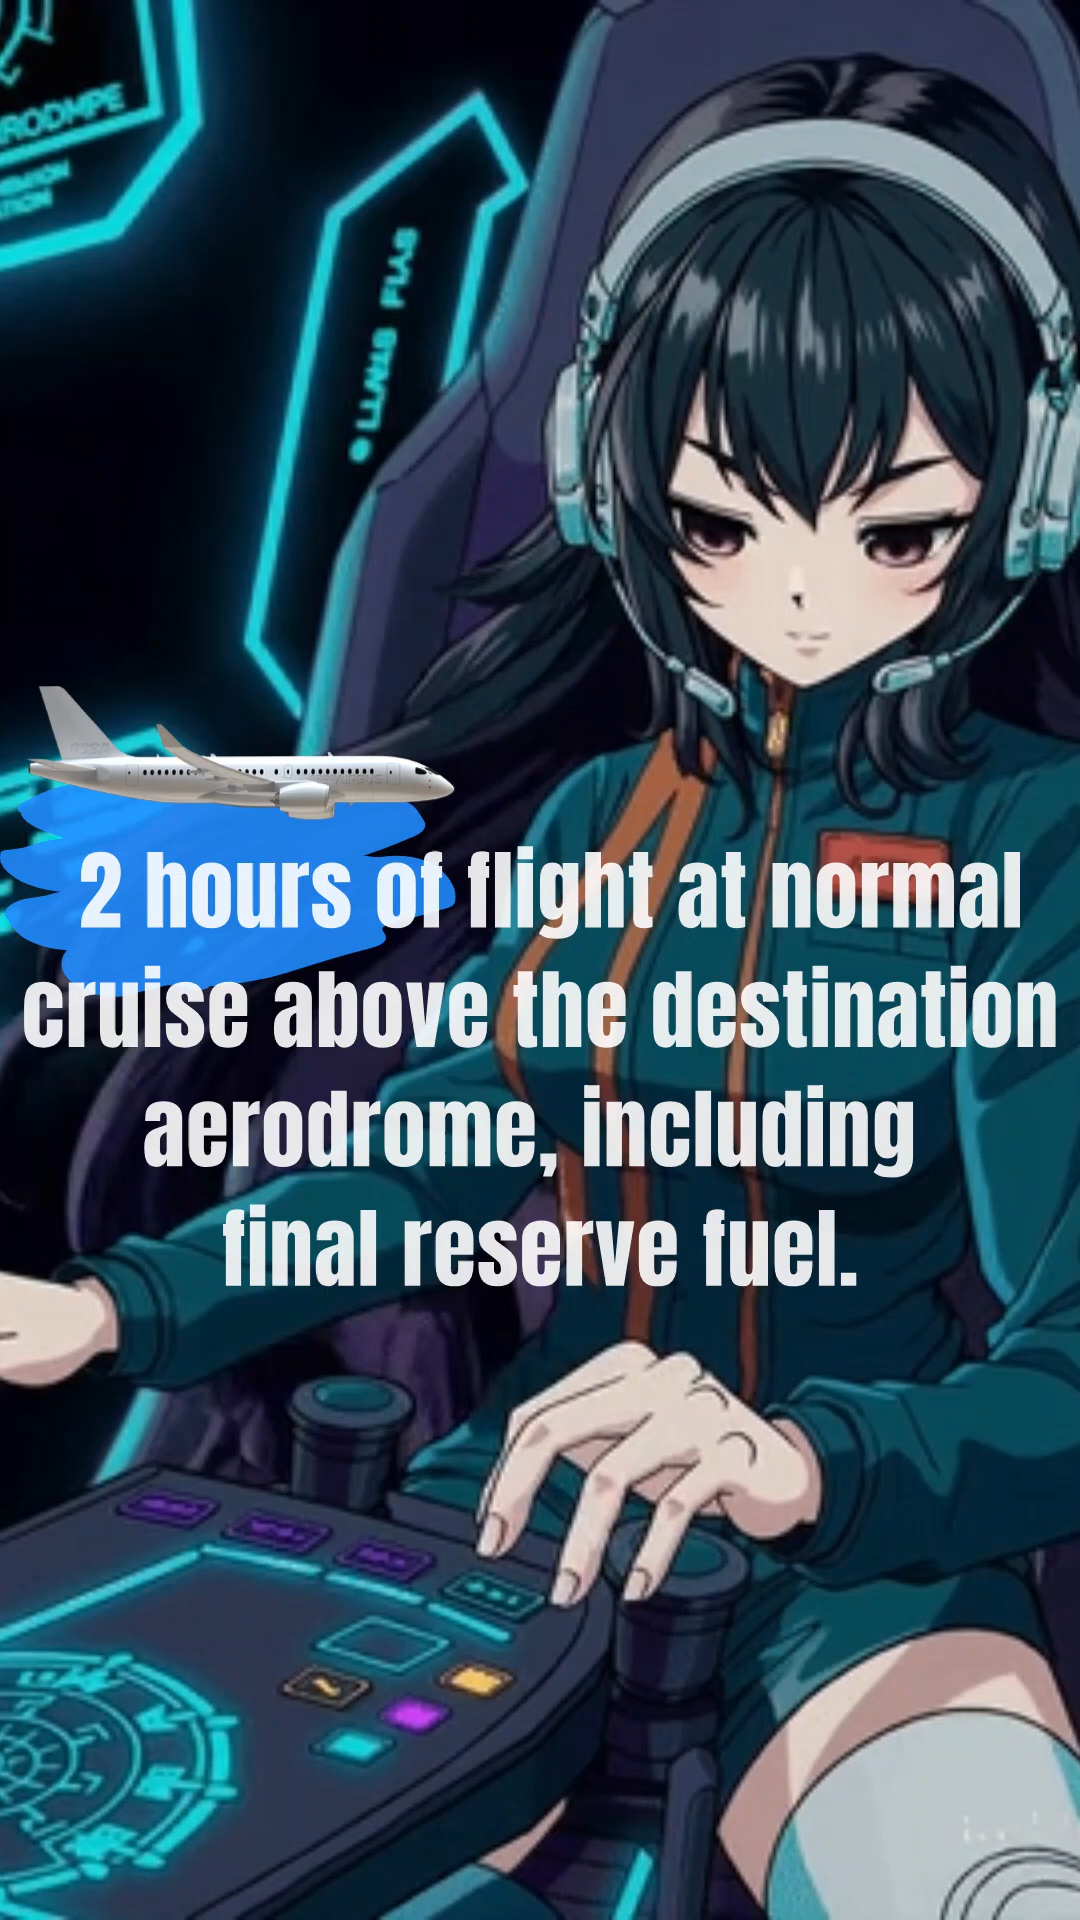 2 hours of flight at normal
cruise above the destination
aerodrome, including
final reserve fuel.